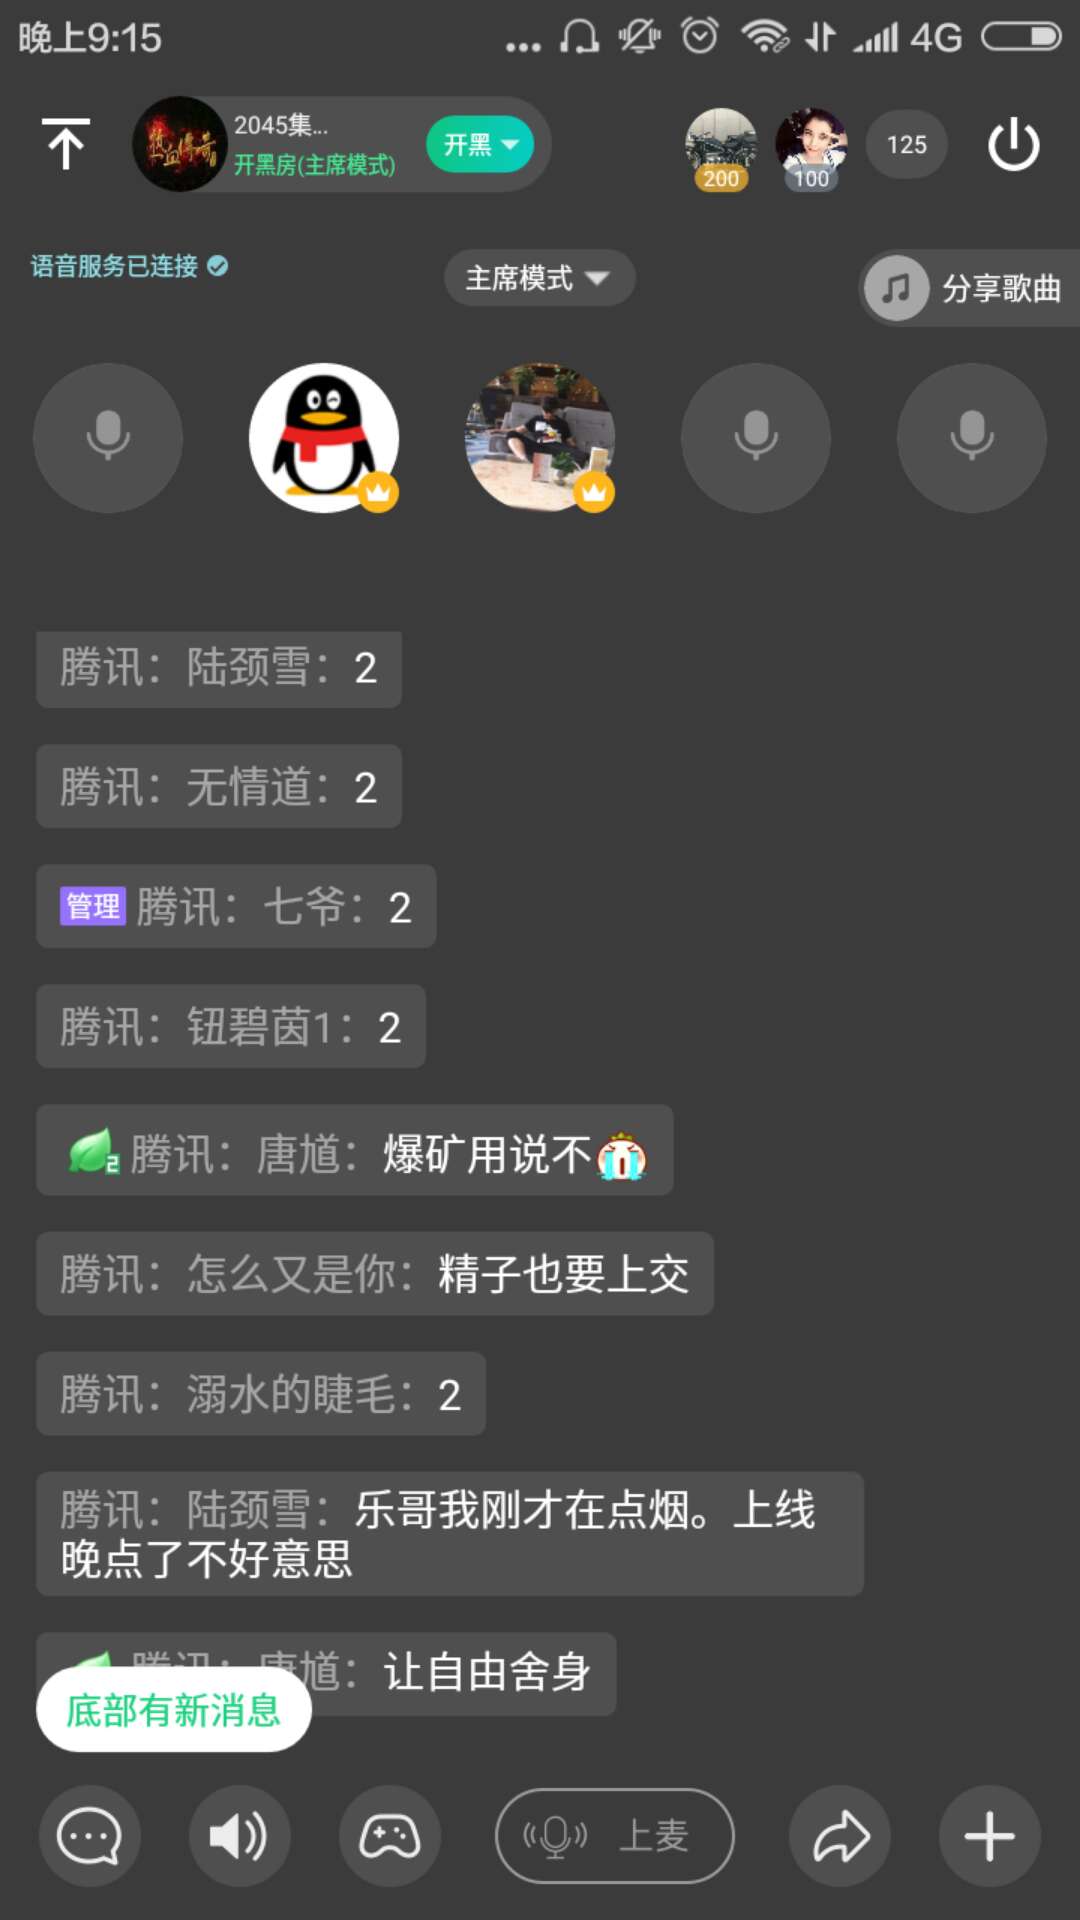 晚上9:15
4G
热血传奇
2045集...
开黑房(主席模式)
开黑
200
100
125
语音服务已连接
主席模式
分享歌曲
腾讯：陆颈雪：2
腾讯：无情道：2
管理 腾讯：七爷：2
腾讯：钮碧茵1：2
2 腾讯：唐馗：爆矿用说不
腾讯：怎么又是你：精子也要上交
腾讯：溺水的睫毛：2
腾讯：陆颈雪：乐哥我刚才在点烟。上线
晚点了不好意思
腾讯：唐馗：让自由舍身
底部有新消息
上麦